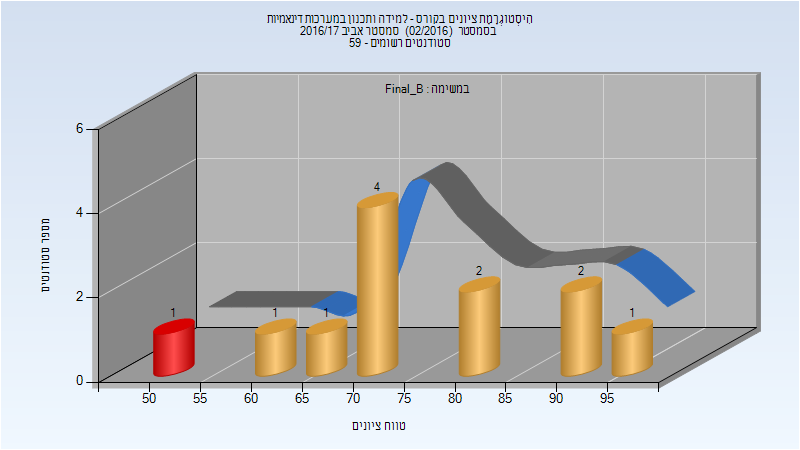 הִיסְטוֹגְרָמַת ציונים בקורס - למידה ותכנון במערכות דינאמיות
בסמסטר (02/2016) סמסטר אביב 2016/17
סטודנטים רשומים - 59
במשימה : Final_B
מספר סטודנטים
6
4
2
0
1
1
1
4
2
2
1
50 55 60 65 70 75 80 85 90 95
טווח ציונים